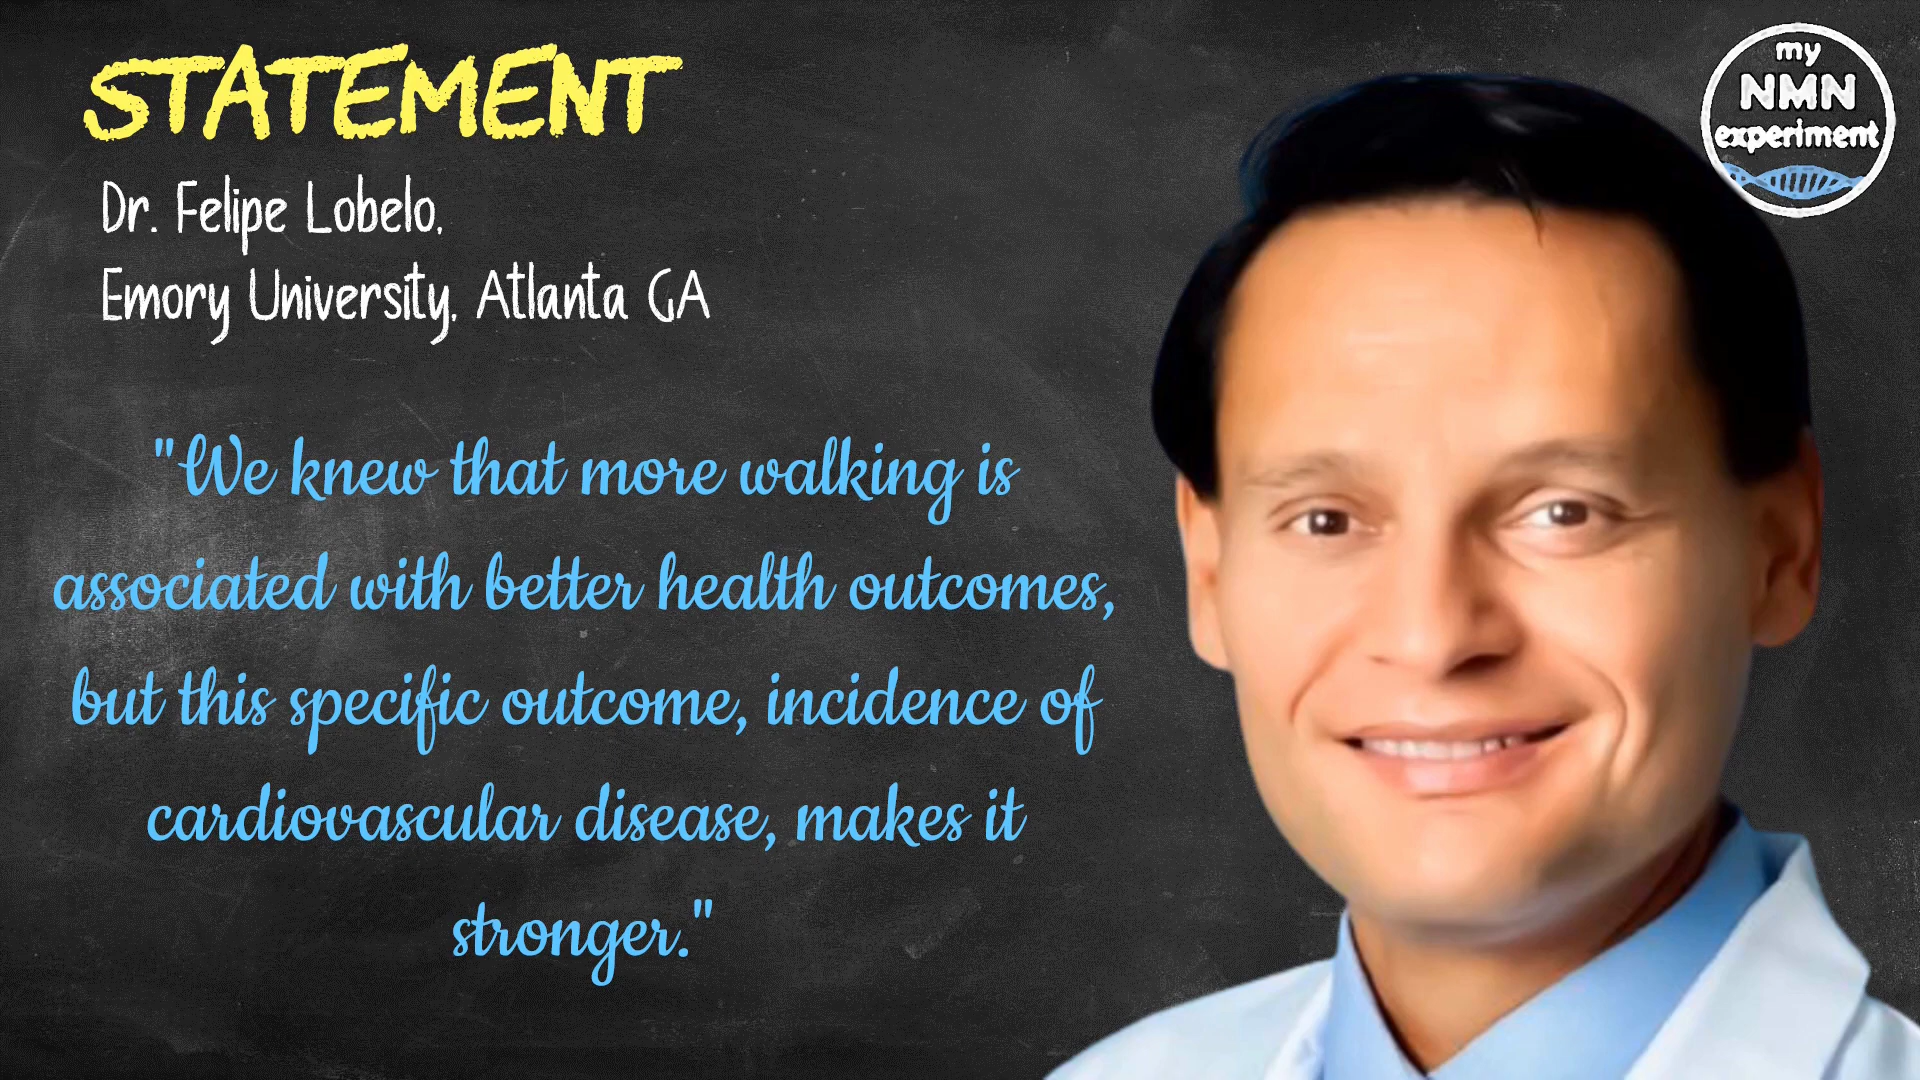 STATEMENT
my
NMN
experiment
Dr. Felipe Lobelo,
Emory University, Atlanta GA
"We knew that more walking is
associated with better health outcomes,
but this specific outcome, incidence of
cardiovascular disease, makes it
stronger."